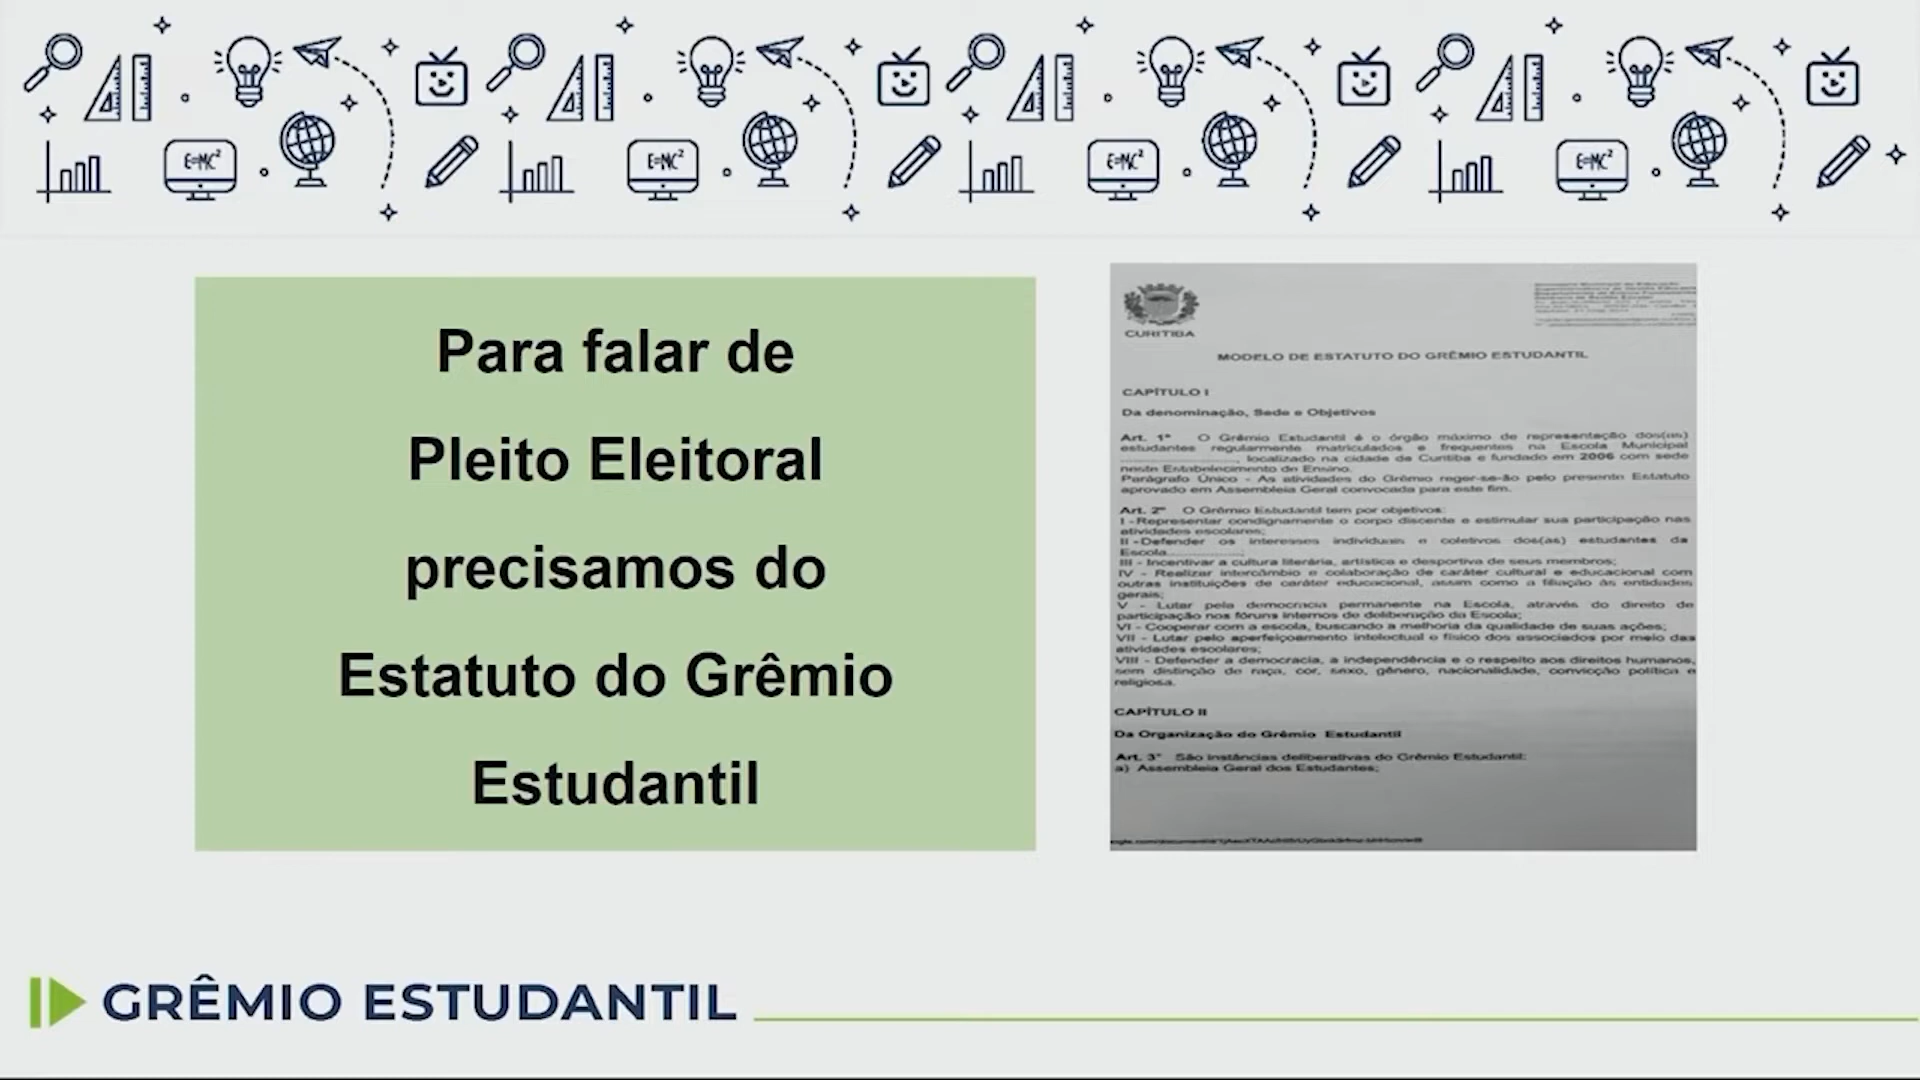 E=MC²
E=MC²
E=MC²
E=MC²
Para falar de
Pleito Eleitoral
precisamos do
Estatuto do Grêmio
Estudantil
CURITIBA
MODELO DE ESTATUTO DO GRÊMIO ESTUDANTIL
CAPÍTULO I
Da denominação, Sede e Objetivos
Art. 1º O Grêmio Estudantil é o órgão máximo de representação dos(as)
estudantes regularmente matriculados e frequentes na Escola Municipal
......................, localizado na cidade de Curitiba e fundado em 2006 com sede
neste Estabelecimento de Ensino.
Parágrafo Único - As atividades do Grêmio reger-se-ão pelo presente Estatuto
aprovado em Assembleia Geral convocada para este fim.
Art. 2º O Grêmio Estudantil tem por objetivos:
I - Representar condignamente o corpo discente e estimular sua participação nas
atividades escolares;
II - Defender os interesses individuais e coletivos dos(as) estudantes da
Escola..................;
III - Incentivar a cultura literária, artística e desportiva de seus membros;
IV - Realizar intercâmbio e colaboração de caráter cultural e educacional com
outras instituições de caráter educacional, assim como a filiação às entidades
gerais;
V - Lutar pela democracia permanente na Escola, através do direito de
participação nos fóruns internos de deliberação da Escola;
VI - Cooperar com a escola, buscando a melhoria da qualidade de suas ações;
VII - Lutar pelo aperfeiçoamento intelectual e físico dos associados por meio das
atividades escolares;
VIII - Defender a democracia, a independência e o respeito aos direitos humanos,
sem distinção de raça, cor, sexo, gênero, nacionalidade, convicção política e
religiosa.
CAPÍTULO II
Da Organização do Grêmio Estudantil
Art. 3º São instâncias deliberativas do Grêmio Estudantil:
a) Assembleia Geral dos Estudantes;
GRÊMIO ESTUDANTIL